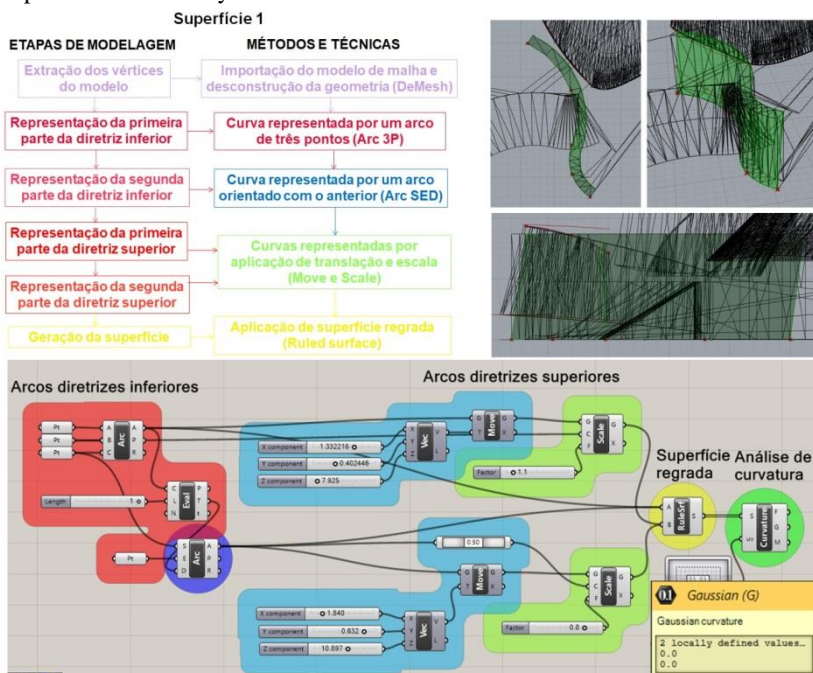 Superfície 1
ETAPAS DE MODELAGEM
MÉTODOS E TÉCNICAS
Extração dos vértices
do modelo
Importação do modelo de malha e
desconstrução da geometria (DeMesh)
Representação da primeira
parte da diretriz inferior
Curva representada por um arco
de três pontos (Arc 3P)
Representação da segunda
parte da diretriz inferior
Curva representada por um arco
orientado com o anterior (Arc SED)
Representação da primeira
parte da diretriz superior
Curvas representadas por
aplicação de translação e escala
(Move e Scale)
Representação da segunda
parte da diretriz superior
Geração da superfície
Aplicação de superfície regrada
(Ruled surface)
Arcos diretrizes inferiores
Arcos diretrizes superiores
Pt
Pt
Pt
A
B
C
Arc
A
P
R
Length
1
C
L
N
Eval
P
T
t
Pt
S
E
D
Arc
A
P
R
X component
1.332216
Y component
0.402446
Z component
7.925
X
Y
Z
Vec
V
L
G
T
Move
G
X
Factor
1.1
G
C
F
Scale
G
X
Superfície
regrada
Análise de
curvatura
A
B
RuleSrf
S
S
uv
Curvature
F
G
M
0.50
X component
1.840
Y component
0.632
Z component
10.897
X
Y
Z
Vec
V
L
G
T
Move
G
X
Factor
0.8
G
C
F
Scale
G
X
0.1
Gaussian (G)
Gaussian curvature
2 locally defined values...
0.0
0.0